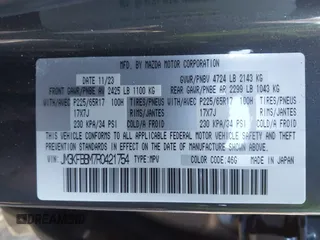 MFD. BY MAZDA MOTOR CORPORATION
DATE 11/23 GVWR/PNBV 4724 LB 2143 KG
FRONT GAWR/PNBE AV 2425 LB 1100 KG REAR GAWR/PNBE AR 2299 LB 1043 KG
WITH/AVEC P225/65R17 100H TIRES/PNEUS WITH/AVEC P225/65R17 100H TIRES/PNEUS
17X7J RIMS/JANTES 17X7J RIMS/JANTES
230 KPA/34 PSI COLD/A FROID 230 KPA/34 PSI COLD/A FROID
THIS VEHICLE CONFORMS TO ALL APPLICABLE FEDERAL MOTOR VEHICLE SAFETY
STANDARDS IN EFFECT ON THE DATE OF MANUFACTURE SHOWN ABOVE.
VIN: JM3KFBBM7R0421754 TYPE:MPV COLOR CODE:46G MADE IN JAPAN